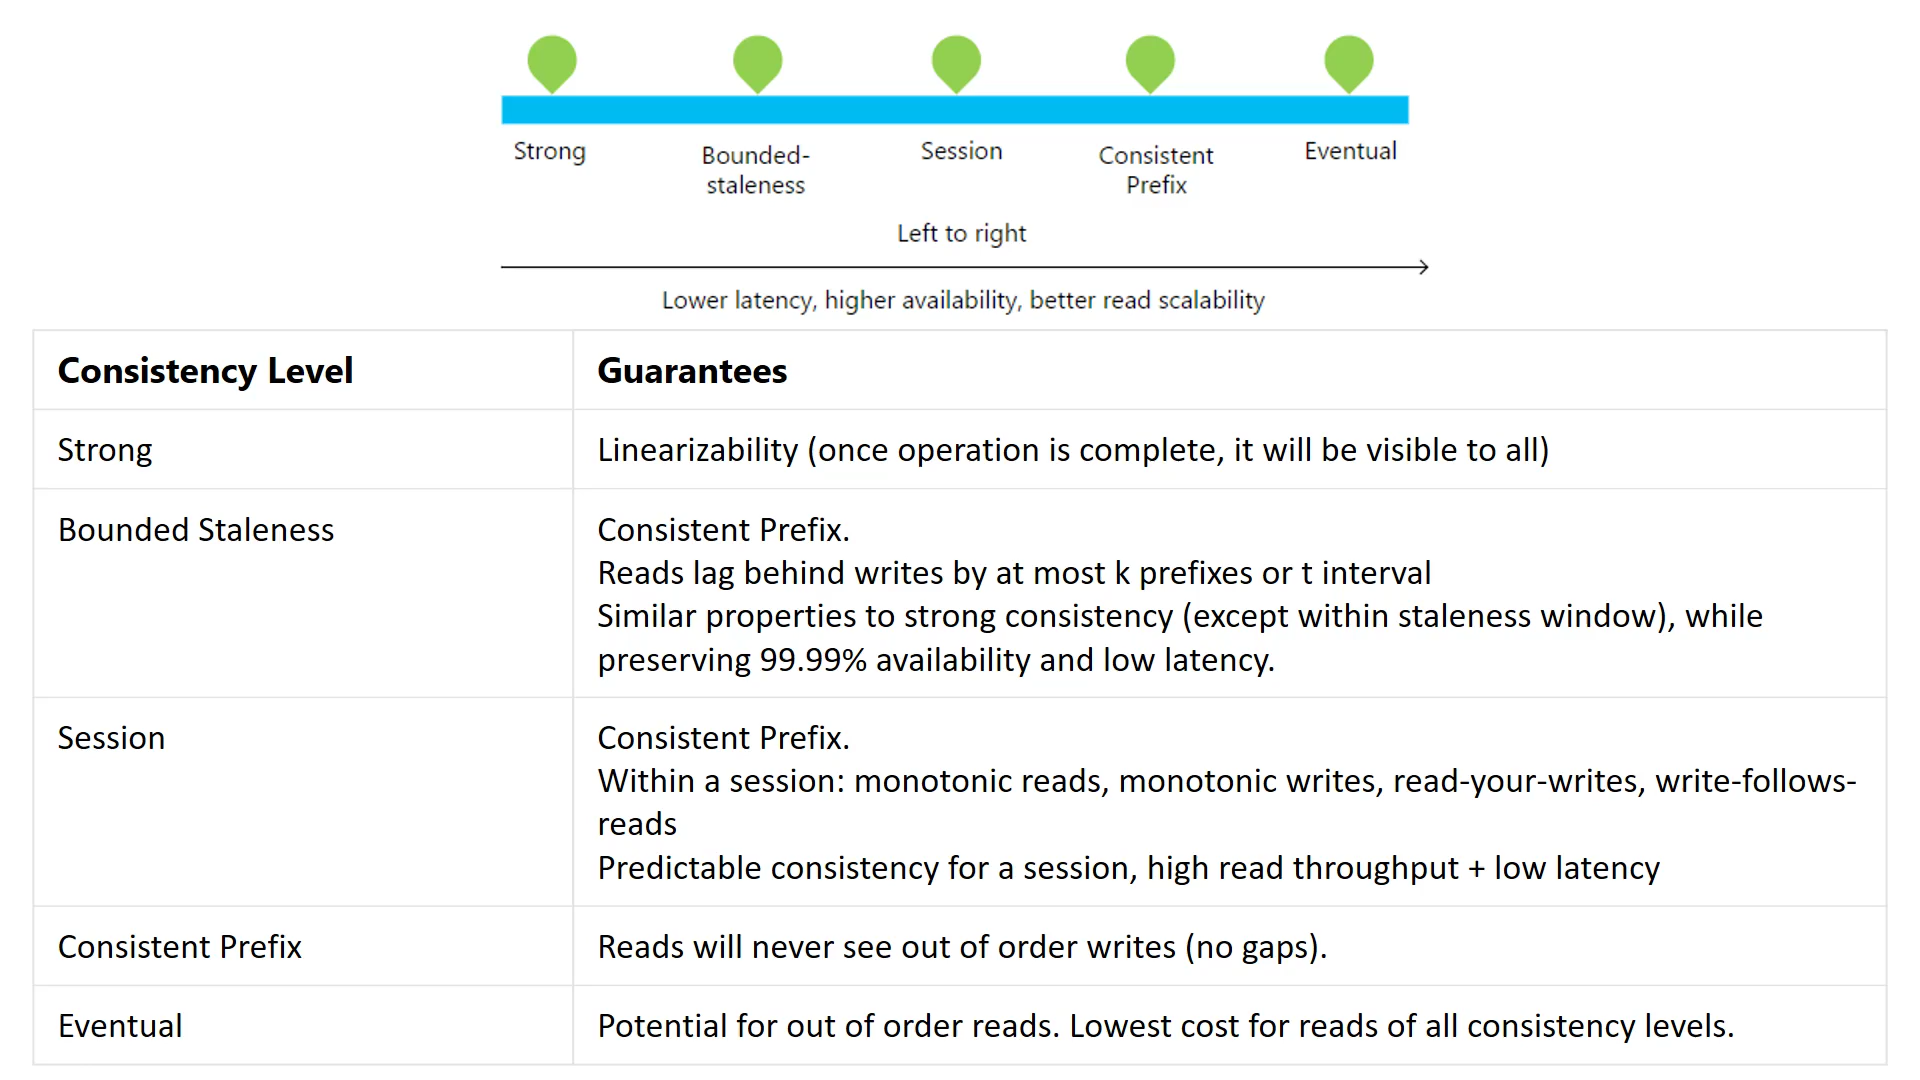 Strong
Bounded-
staleness
Session
Consistent
Prefix
Eventual
Left to right
Lower latency, higher availability, better read scalability
Consistency Level
Guarantees
Strong
Linearizability (once operation is complete, it will be visible to all)
Bounded Staleness
Consistent Prefix.
Reads lag behind writes by at most k prefixes or t interval
Similar properties to strong consistency (except within staleness window), while
preserving 99.99% availability and low latency.
Session
Consistent Prefix.
Within a session: monotonic reads, monotonic writes, read-your-writes, write-follows-
reads
Predictable consistency for a session, high read throughput + low latency
Consistent Prefix
Reads will never see out of order writes (no gaps).
Eventual
Potential for out of order reads. Lowest cost for reads of all consistency levels.